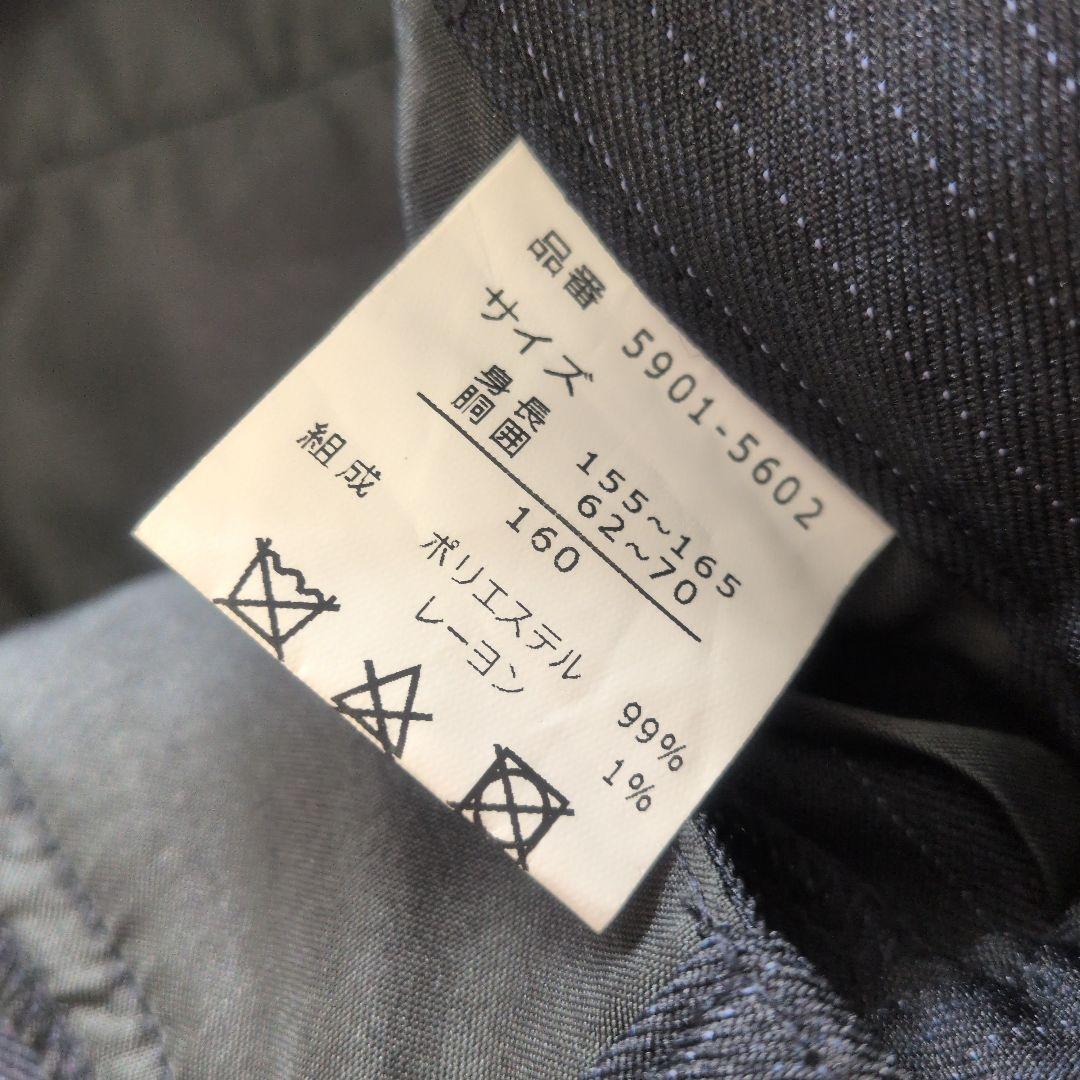 品番 5901-5602
サイズ
身長 155~165
胴囲 62~70
160
組成
ポリエステル 99%
レーヨン 1%